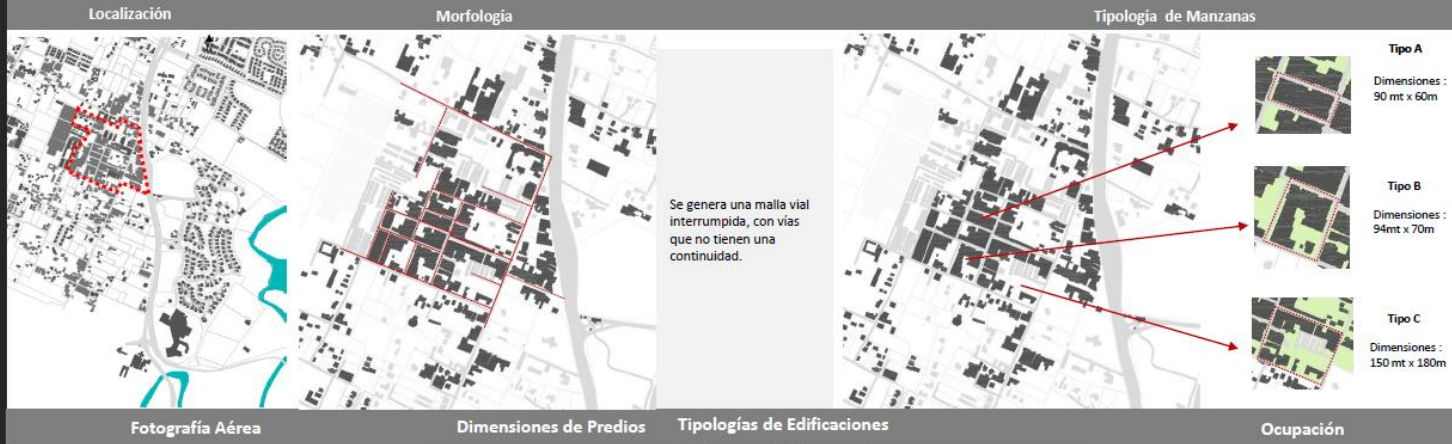 Localización
Morfología
Tipología de Manzanas
Se genera una malla vial
interrumpida, con vías
que no tienen una
continuidad.
Tipo A
Dimensiones :
90 mt x 60m
Tipo B
Dimensiones :
94mt x 70m
Tipo C
Dimensiones :
150 mt x 180m
Fotografía Aérea
Dimensiones de Predios
Tipologías de Edificaciones
Ocupación